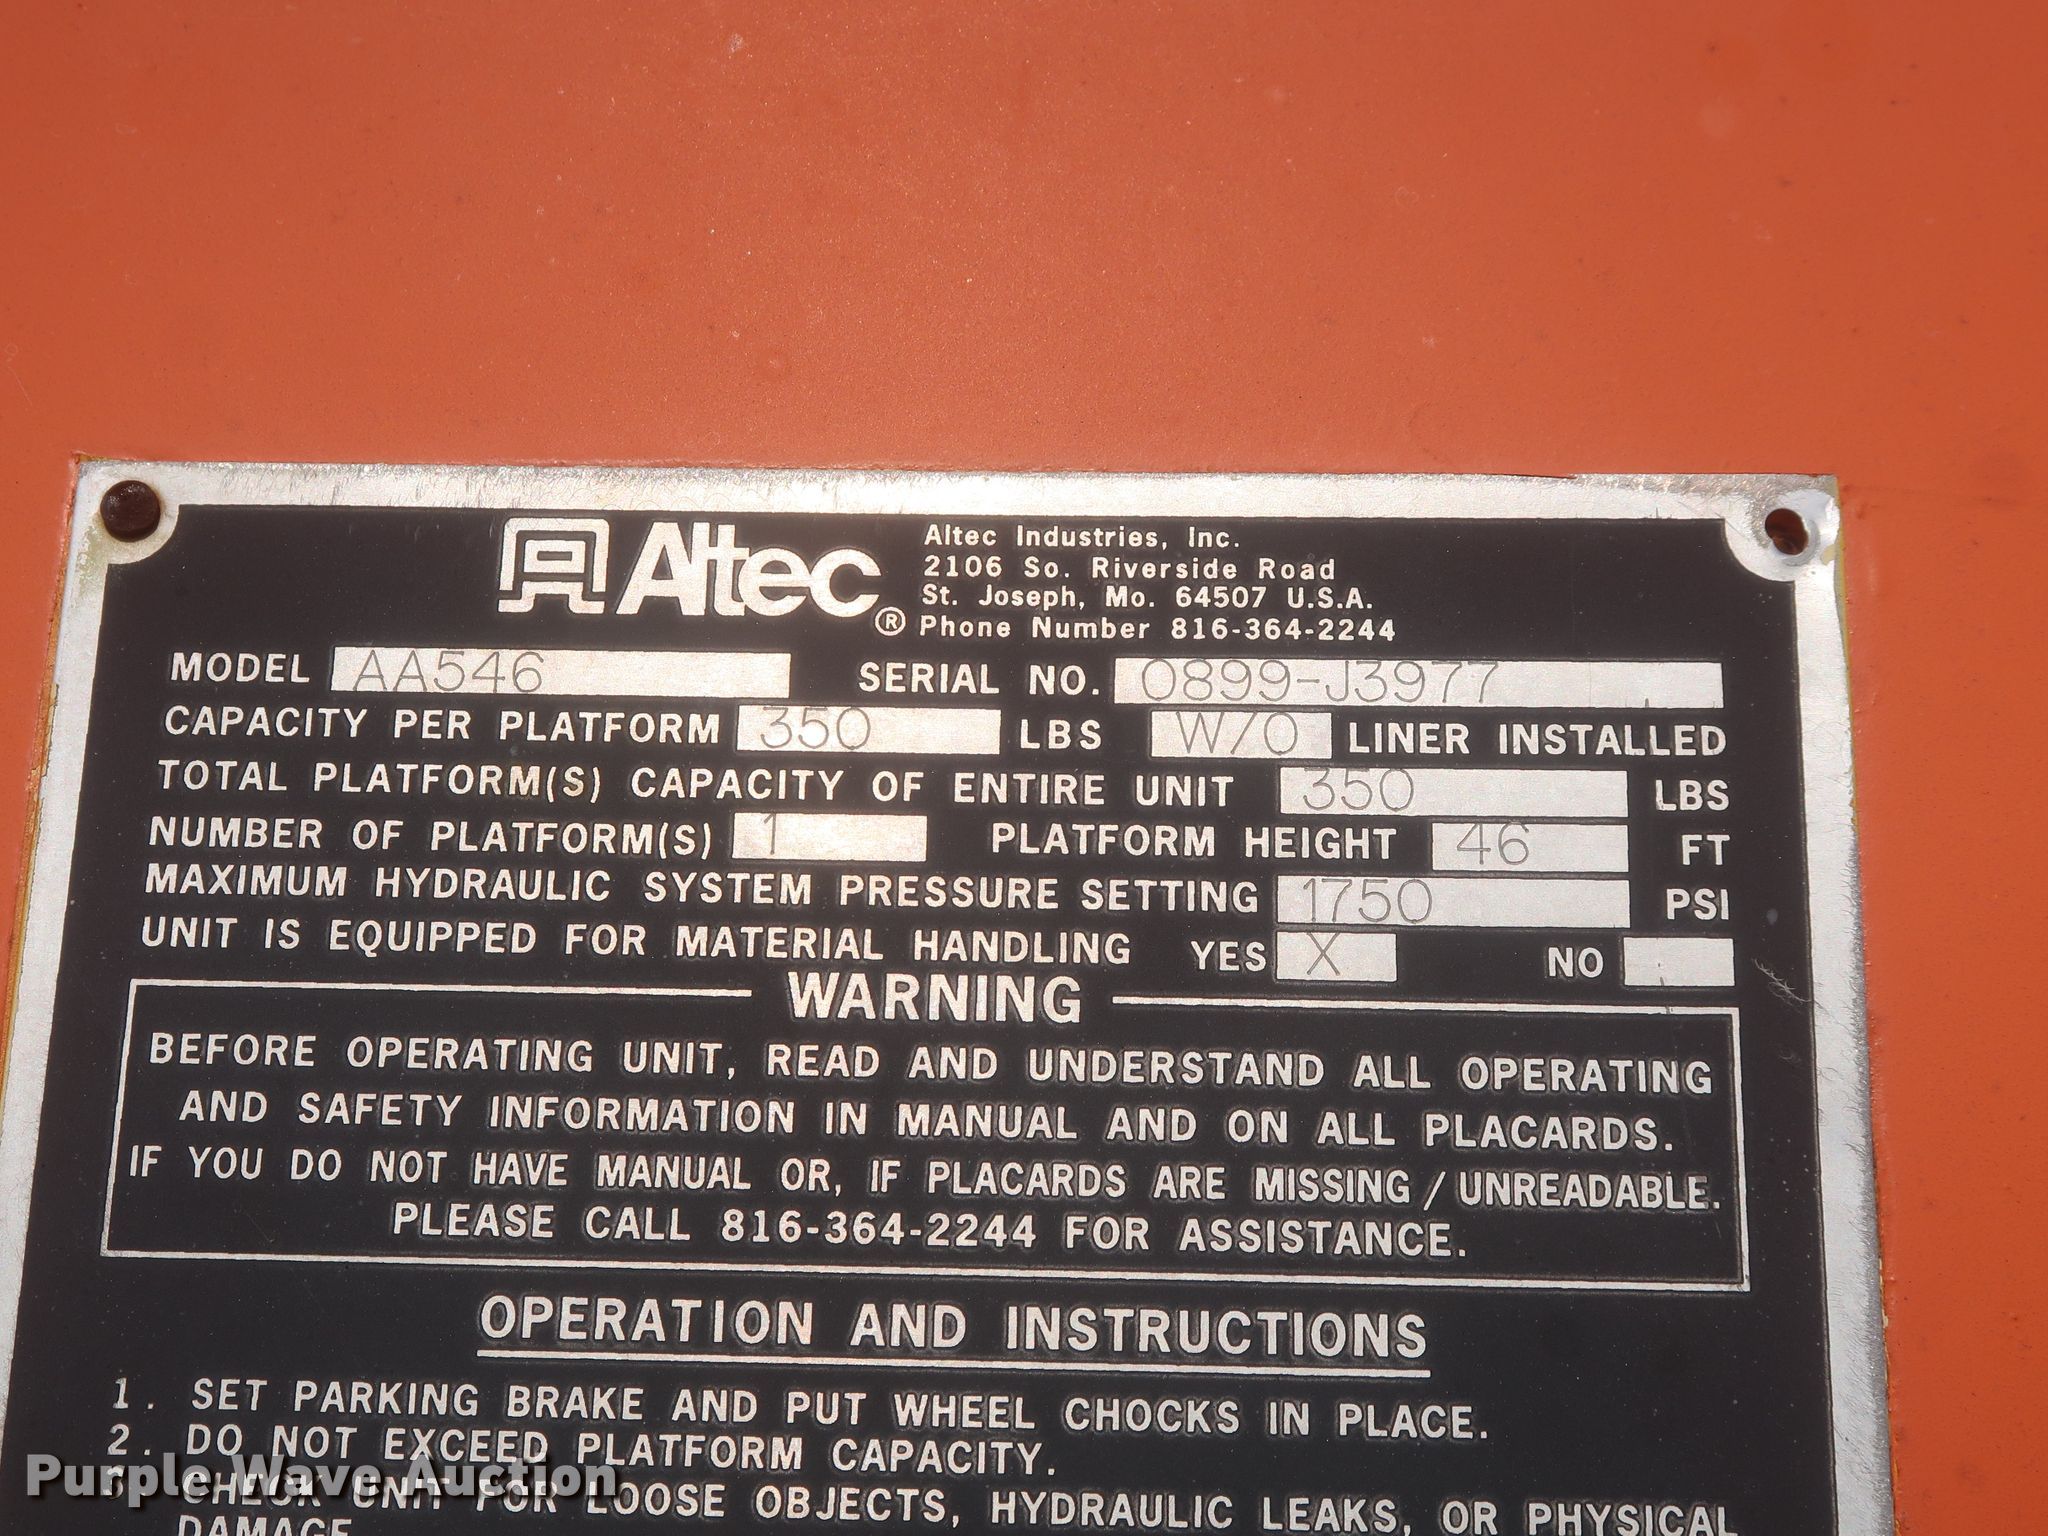 Altec®
Altec Industries, Inc.
2106 So. Riverside Road
St. Joseph, Mo. 64507 U.S.A.
Phone Number 816-364-2244
MODEL AA546 SERIAL NO. 0899-J3977
CAPACITY PER PLATFORM 350 LBS W/O LINER INSTALLED
TOTAL PLATFORM(S) CAPACITY OF ENTIRE UNIT 350 LBS
NUMBER OF PLATFORM(S) 1 PLATFORM HEIGHT 46 FT
MAXIMUM HYDRAULIC SYSTEM PRESSURE SETTING 1750 PSI
UNIT IS EQUIPPED FOR MATERIAL HANDLING YES X NO
WARNING
BEFORE OPERATING UNIT, READ AND UNDERSTAND ALL OPERATING
AND SAFETY INFORMATION IN MANUAL AND ON ALL PLACARDS.
IF YOU DO NOT HAVE MANUAL OR, IF PLACARDS ARE MISSING / UNREADABLE.
PLEASE CALL 816-364-2244 FOR ASSISTANCE.
OPERATION AND INSTRUCTIONS
1. SET PARKING BRAKE AND PUT WHEEL CHOCKS IN PLACE.
2. DO NOT EXCEED PLATFORM CAPACITY.
3. CHECK UNIT FOR LOOSE OBJECTS, HYDRAULIC LEAKS, OR PHYSICAL
DAMAGE
Purple Wave Auction